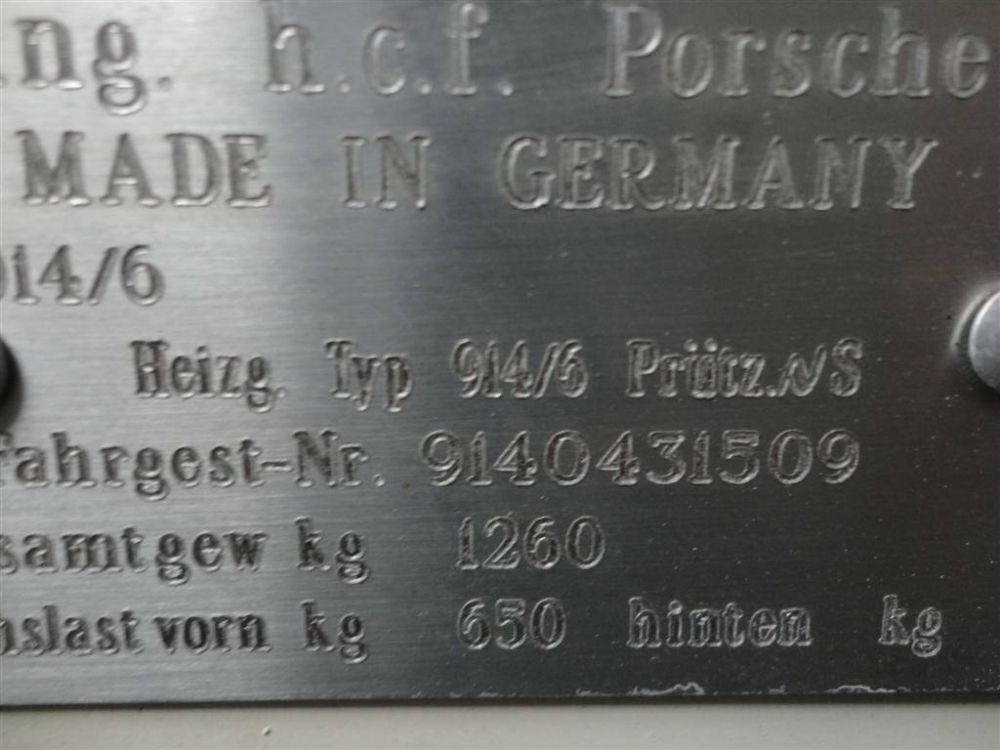 ng. h.c.f. Porsche
MADE IN GERMANY
914/6
Heizg. Typ 914/6 Prütz.~S
Fahrgest-Nr. 9140431509
samtgew kg 1260
hslast vorn kg 650 hinten kg